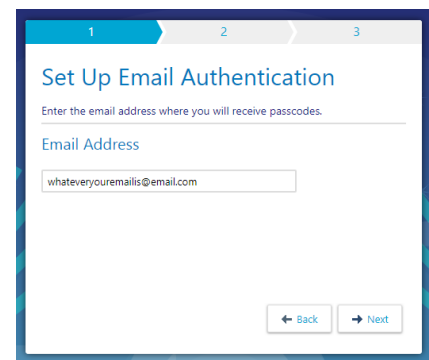 1 2 3
Set Up Email Authentication
Enter the email address where you will receive passcodes.
Email Address
whateveryouremailis@email.com
Back Next